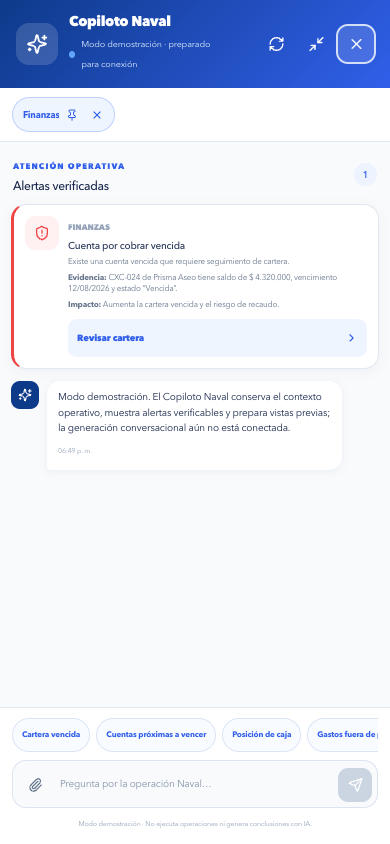 Copiloto Naval
Modo demostración · preparado
para conexión
Finanzas
ATENCIÓN OPERATIVA
Alertas verificadas
1
FINANZAS
Cuenta por cobrar vencida
Existe una cuenta vencida que requiere seguimiento de cartera.
Evidencia: CXC-024 de Prisma Aseo tiene saldo de $ 4.320.000, vencimiento
12/08/2026 y estado "Vencida".
Impacto: Aumenta la cartera vencida y el riesgo de recaudo.
Revisar cartera
Modo demostración. El Copiloto Naval conserva el contexto
operativo, muestra alertas verificables y prepara vistas previas;
la generación conversacional aún no está conectada.
06:49 p. m.
Cartera vencida
Cuentas próximas a vencer
Posición de caja
Gastos fuera de
Pregunta por la operación Naval...
Modo demostración · No ejecuta operaciones ni genera conclusiones con IA.